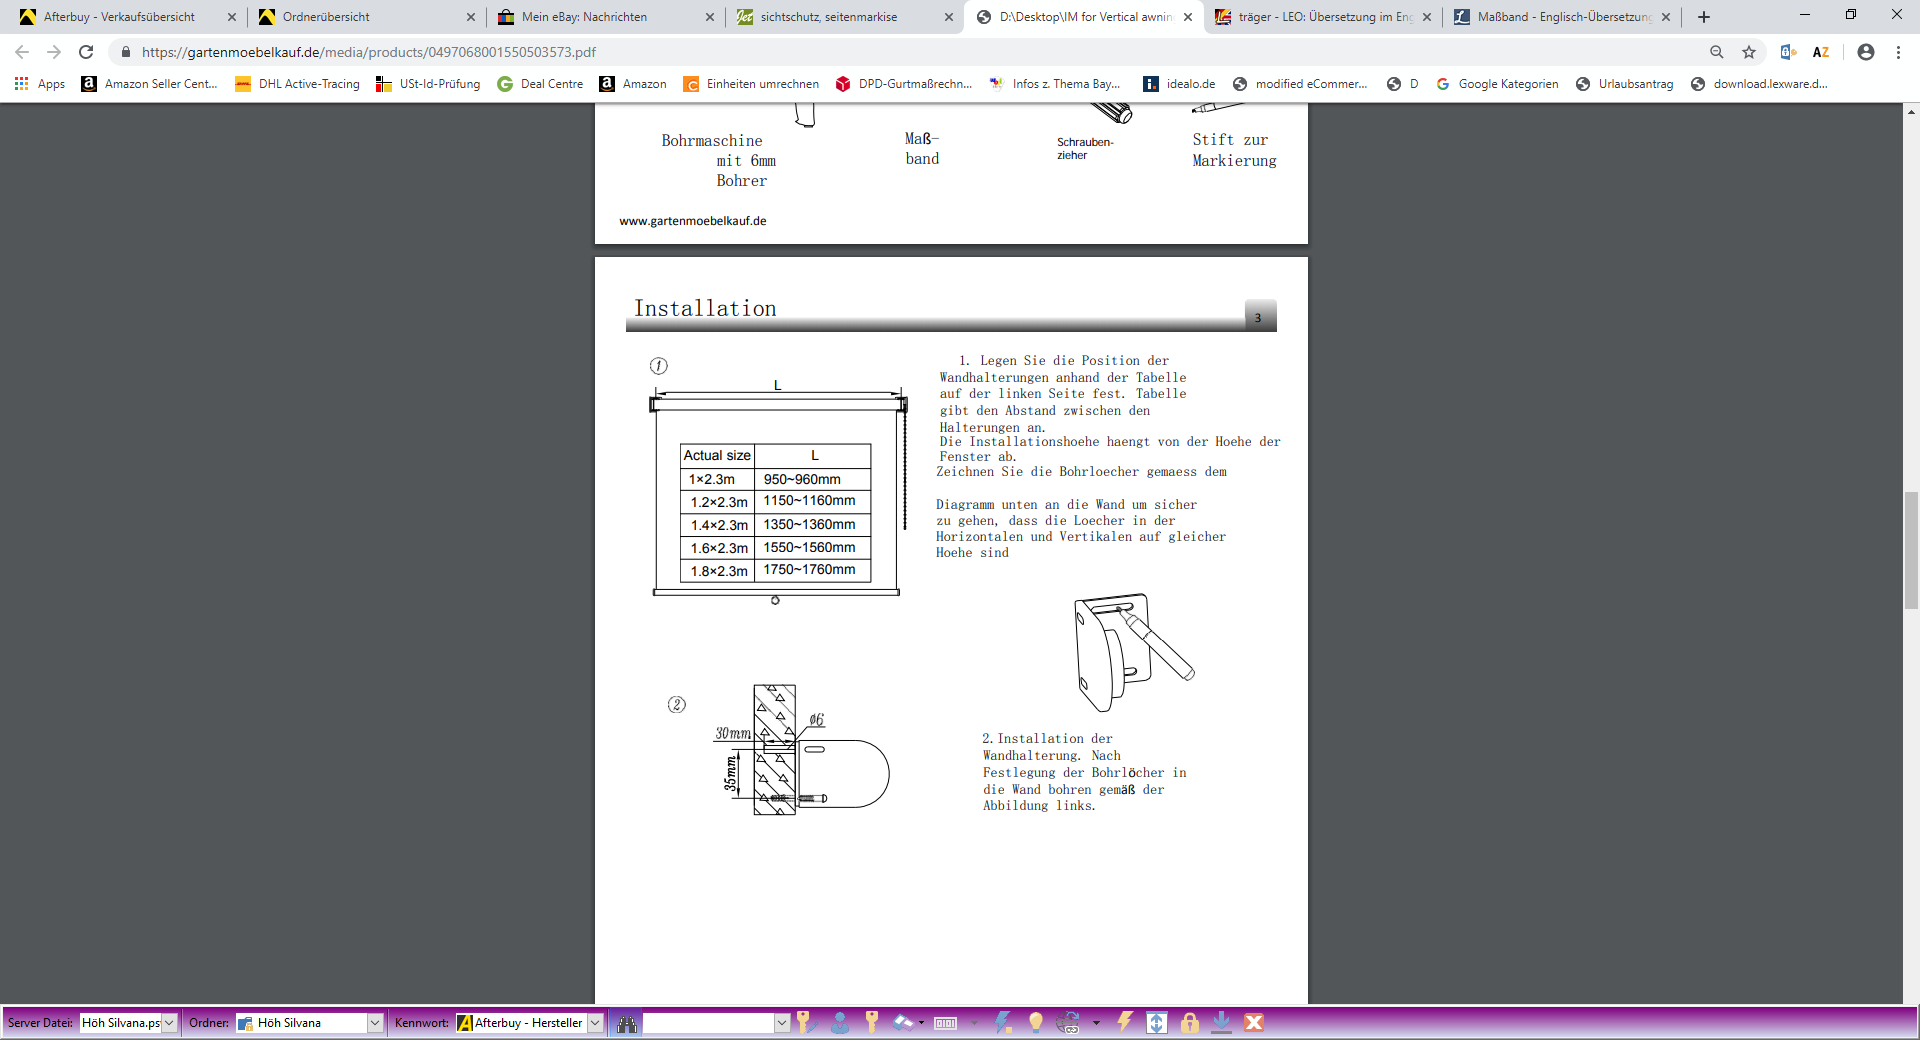 Afterbuy - Verkaufsübersicht
Ordnerübersicht
Mein eBay: Nachrichten
sichtschutz, seitenmarkise
D:\Desktop\IM for Vertical awnin
träger - LEO: Übersetzung im Eng
Maßband - Englisch-Übersetzung
https://gartenmoebelkauf.de/media/products/0497068001550503573.pdf
AZ
Apps
Amazon Seller Cent...
DHL Active-Tracing
USt-Id-Prüfung
Deal Centre
Amazon
Einheiten umrechnen
DPD-Gurtmaßrechn...
Infos z. Thema Bay...
idealo.de
modified eCommer...
D
Google Kategorien
Urlaubsantrag
download.lexware.d...
Bohrmaschine
mit 6mm
Bohrer
Maß-
band
Schrauben-
zieher
Stift zur
Markierung
www.gartenmoebelkauf.de
Installation
3
1
L
Actual size L
1×2.3m 950~960mm
1.2×2.3m 1150~1160mm
1.4×2.3m 1350~1360mm
1.6×2.3m 1550~1560mm
1.8×2.3m 1750~1760mm
1. Legen Sie die Position der
Wandhalterungen anhand der Tabelle
auf der linken Seite fest. Tabelle
gibt den Abstand zwischen den
Halterungen an.
Die Installationshoehe haengt von der Hoehe der
Fenster ab.
Zeichnen Sie die Bohrloecher gemaess dem
Diagramm unten an die Wand um sicher
zu gehen, dass die Loecher in der
Horizontalen und Vertikalen auf gleicher
Hoehe sind
2
30mm
ø6
35mm
2.Installation der
Wandhalterung. Nach
Festlegung der Bohrlöcher in
die Wand bohren gemäß der
Abbildung links.
Server Datei: Höh Silvana.ps
Ordner: Höh Silvana
Kennwort: Afterbuy - Hersteller